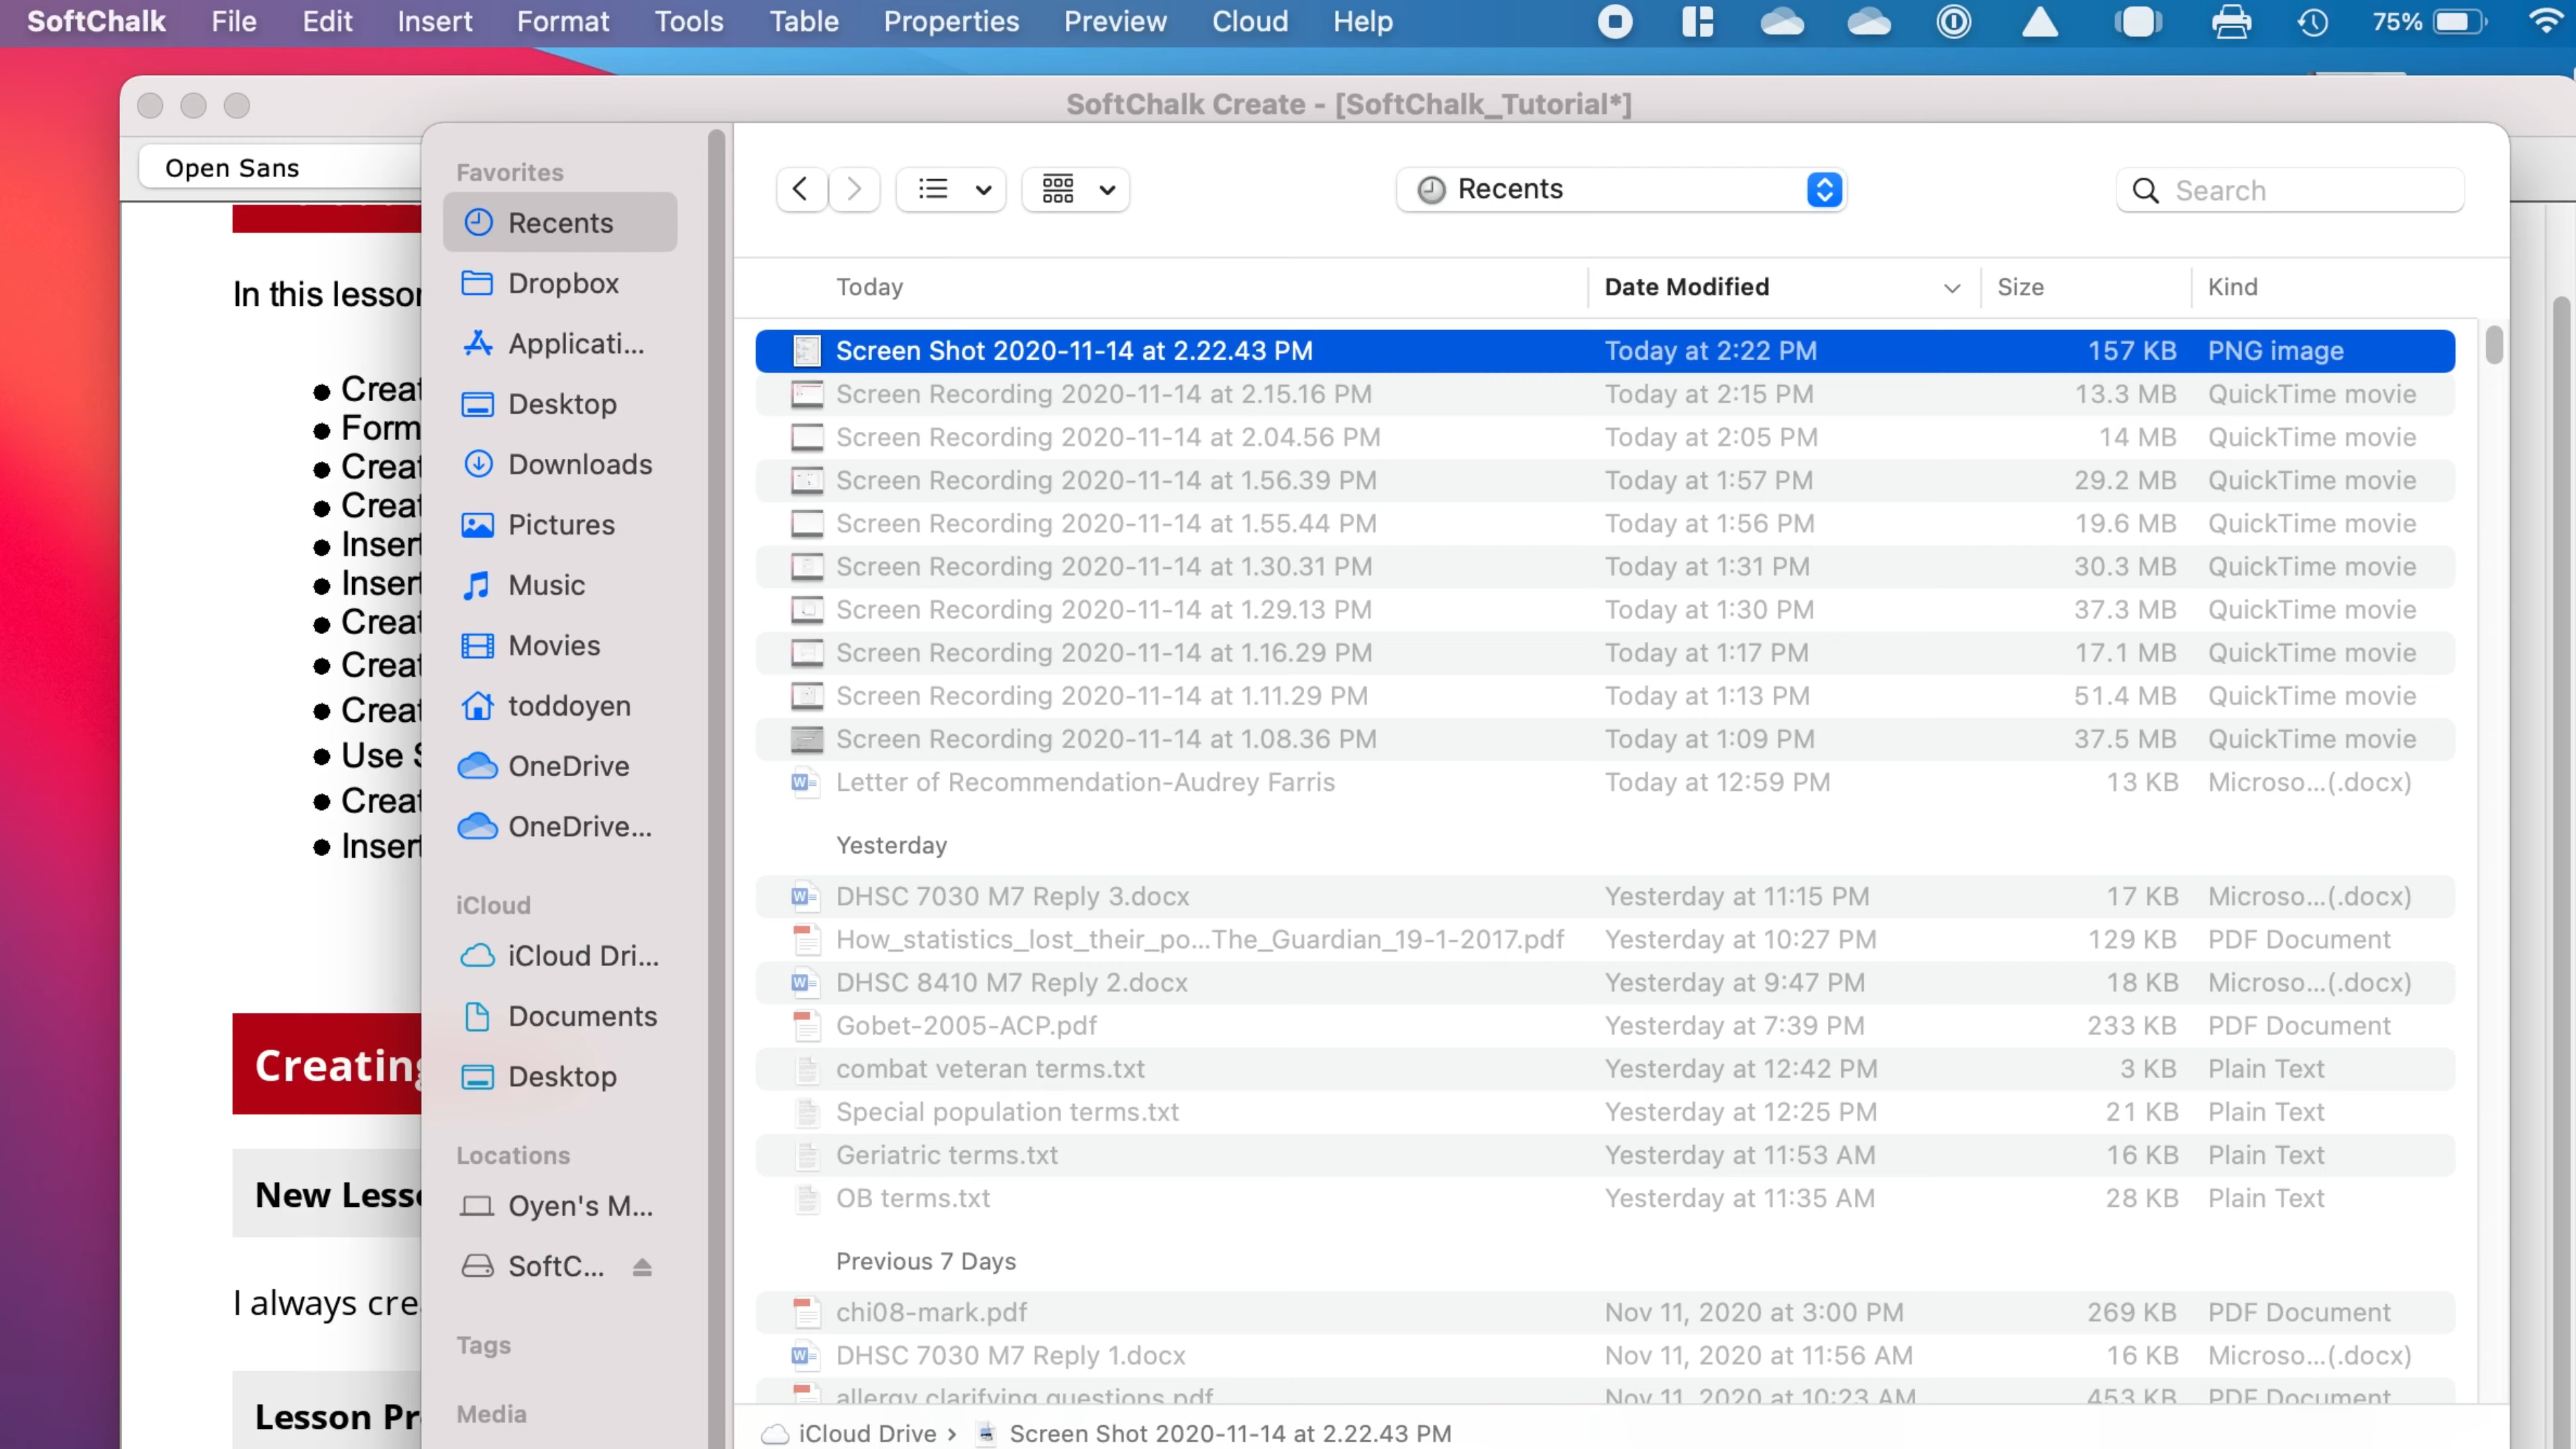 SoftChalk File Edit Insert Format Tools Table Properties Preview Cloud Help 75%
SoftChalk Create - [SoftChalk_Tutorial*]
Open Sans
In this lesson
Creat
Form
Creat
Creat
Insert
Insert
Creat
Creat
Creat
Use S
Creat
Insert
Creating
New Lesso
I always cre
Lesson Pr
Favorites
Recents
Dropbox
Applicati...
Desktop
Downloads
Pictures
Music
Movies
toddoyen
OneDrive
OneDrive...
iCloud
iCloud Dri...
Documents
Desktop
Locations
Oyen's M...
SoftC...
Tags
Media
Recents
Search
Today Date Modified Size Kind
Screen Shot 2020-11-14 at 2.22.43 PM Today at 2:22 PM 157 KB PNG image
Screen Recording 2020-11-14 at 2.15.16 PM Today at 2:15 PM 13.3 MB QuickTime movie
Screen Recording 2020-11-14 at 2.04.56 PM Today at 2:05 PM 14 MB QuickTime movie
Screen Recording 2020-11-14 at 1.56.39 PM Today at 1:57 PM 29.2 MB QuickTime movie
Screen Recording 2020-11-14 at 1.55.44 PM Today at 1:56 PM 19.6 MB QuickTime movie
Screen Recording 2020-11-14 at 1.30.31 PM Today at 1:31 PM 30.3 MB QuickTime movie
Screen Recording 2020-11-14 at 1.29.13 PM Today at 1:30 PM 37.3 MB QuickTime movie
Screen Recording 2020-11-14 at 1.16.29 PM Today at 1:17 PM 17.1 MB QuickTime movie
Screen Recording 2020-11-14 at 1.11.29 PM Today at 1:13 PM 51.4 MB QuickTime movie
Screen Recording 2020-11-14 at 1.08.36 PM Today at 1:09 PM 37.5 MB QuickTime movie
Letter of Recommendation-Audrey Farris Today at 12:59 PM 13 KB Microso...(.docx)
Yesterday
DHSC 7030 M7 Reply 3.docx Yesterday at 11:15 PM 17 KB Microso...(.docx)
How_statistics_lost_their_po...The_Guardian_19-1-2017.pdf Yesterday at 10:27 PM 129 KB PDF Document
DHSC 8410 M7 Reply 2.docx Yesterday at 9:47 PM 18 KB Microso...(.docx)
Gobet-2005-ACP.pdf Yesterday at 7:39 PM 233 KB PDF Document
combat veteran terms.txt Yesterday at 12:42 PM 3 KB Plain Text
Special population terms.txt Yesterday at 12:25 PM 21 KB Plain Text
Geriatric terms.txt Yesterday at 11:53 AM 16 KB Plain Text
OB terms.txt Yesterday at 11:35 AM 28 KB Plain Text
Previous 7 Days
chi08-mark.pdf Nov 11, 2020 at 3:00 PM 269 KB PDF Document
DHSC 7030 M7 Reply 1.docx Nov 11, 2020 at 11:56 AM 16 KB Microso...(.docx)
allergy clarifying questions.pdf Nov 11, 2020 at 10:23 AM 453 KB PDF Document
iCloud Drive › Screen Shot 2020-11-14 at 2.22.43 PM